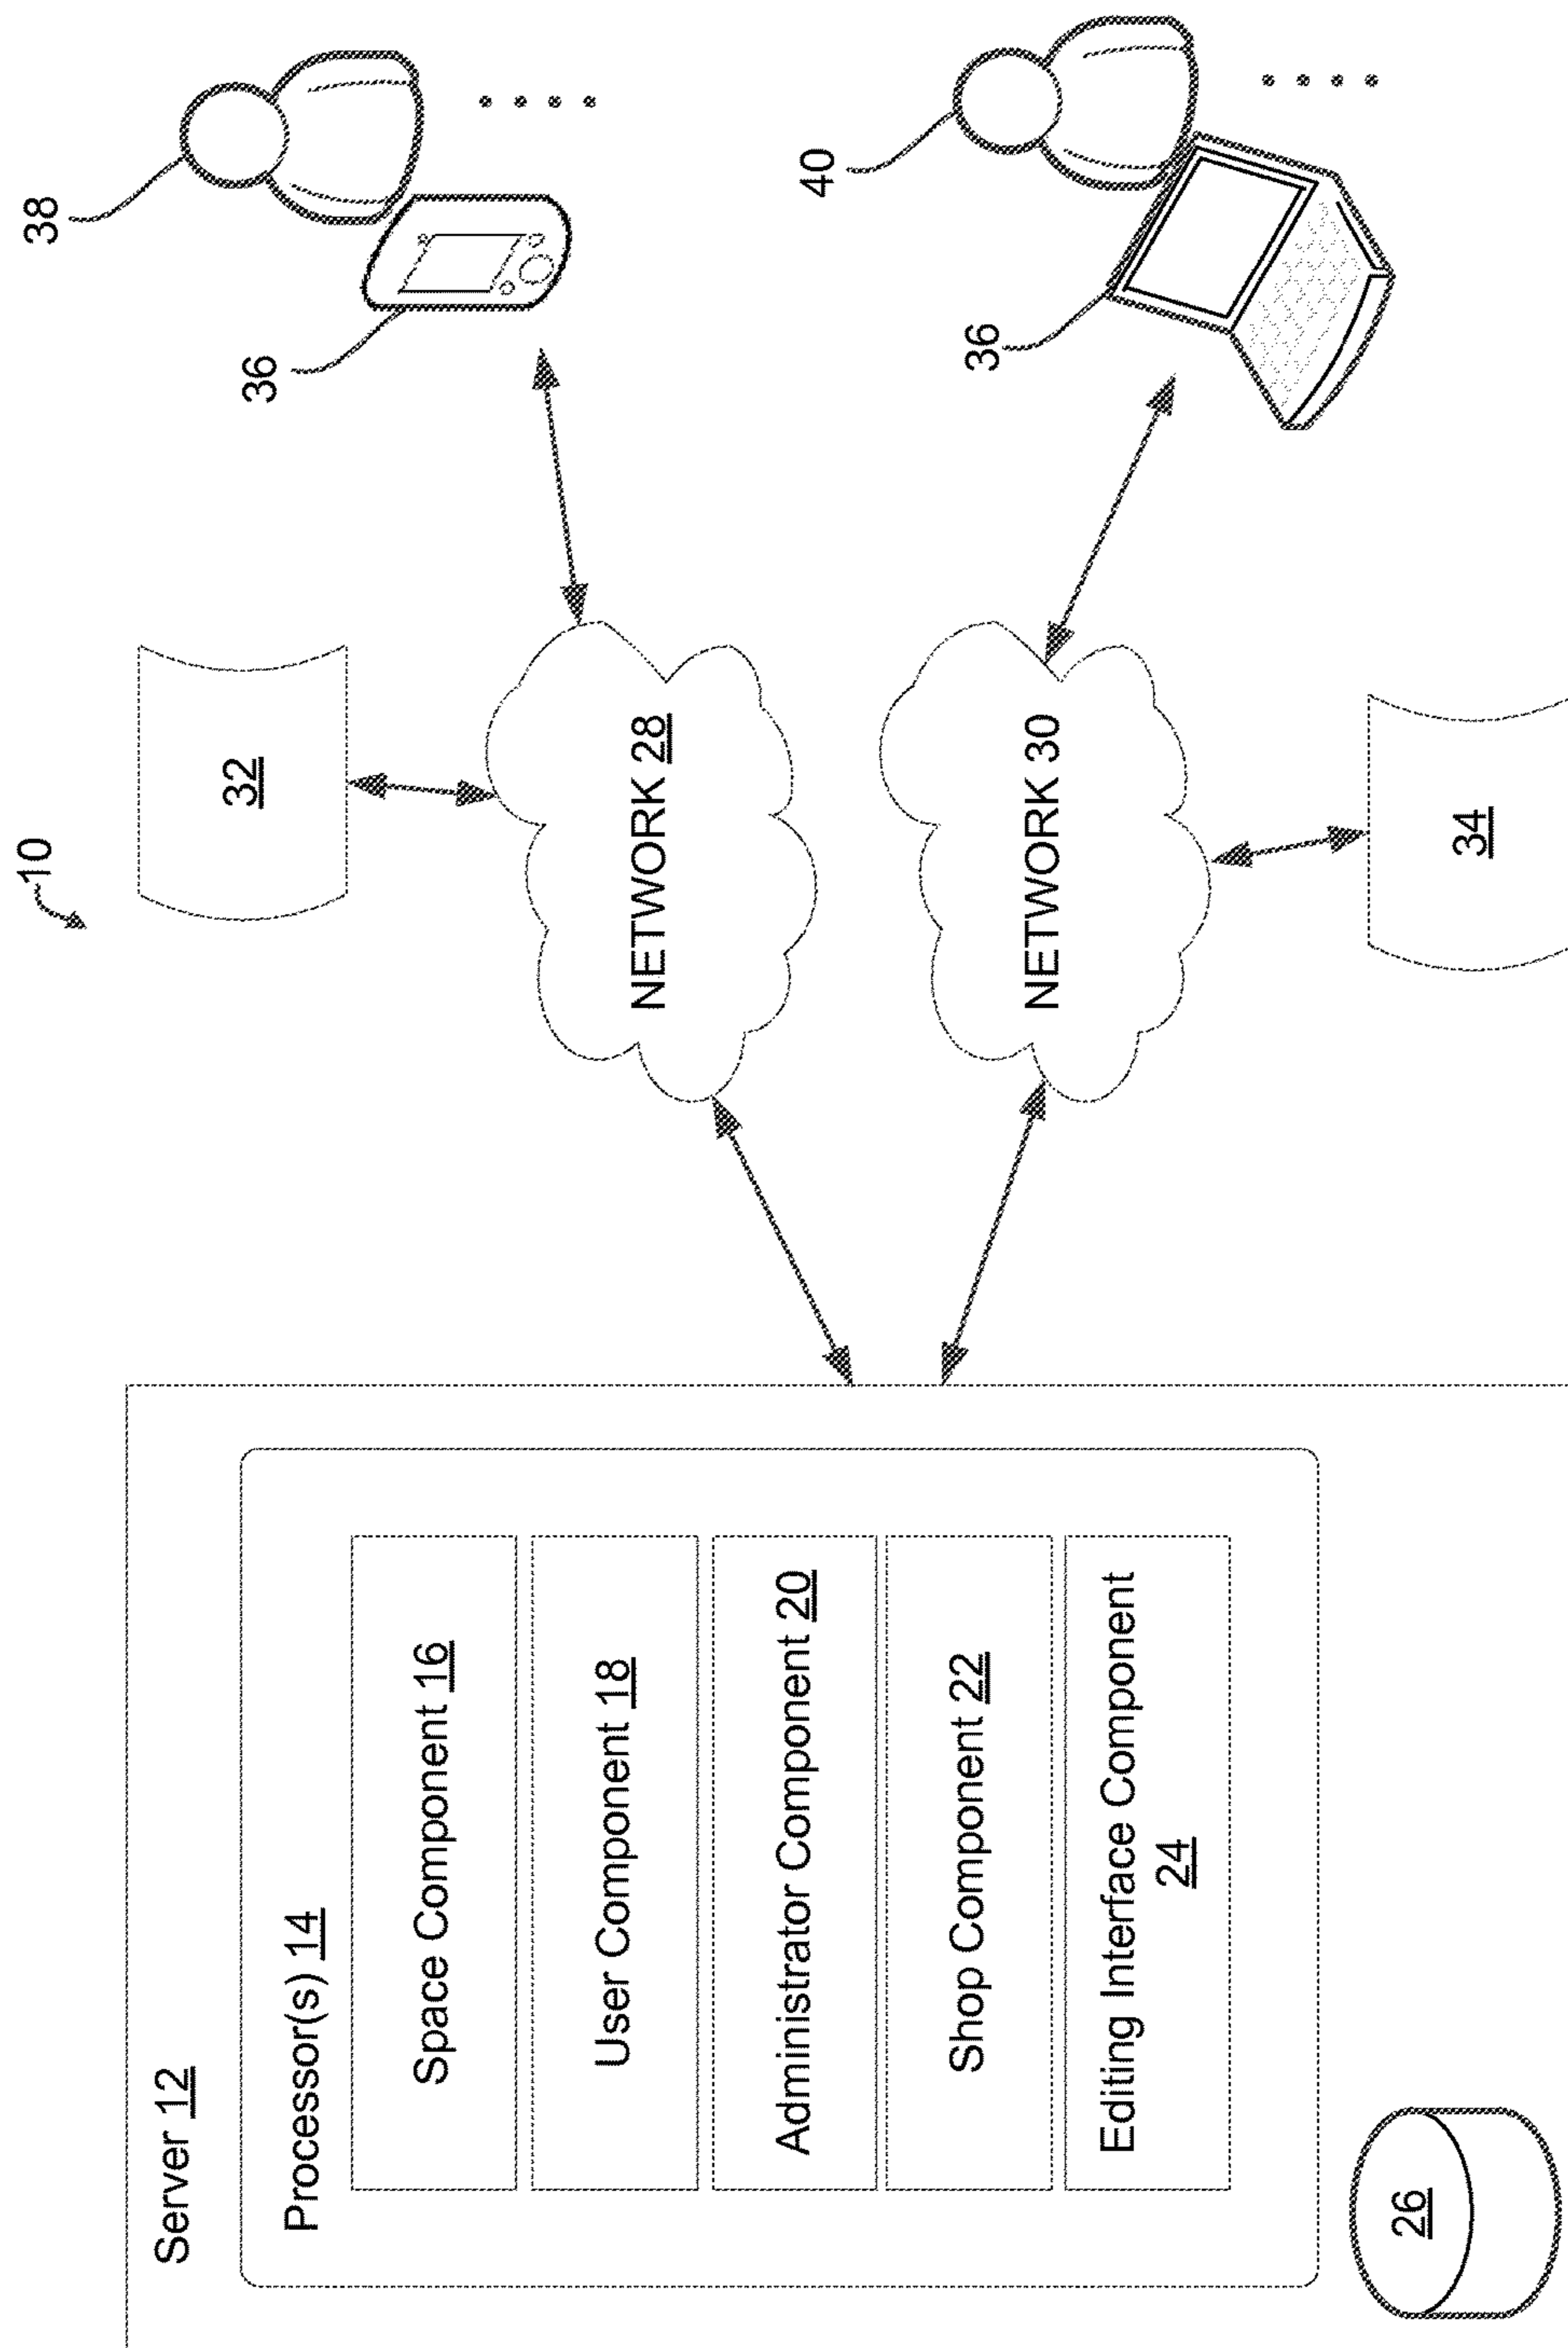 10
Server 12
Processor(s) 14
Space Component 16
User Component 18
Administrator Component 20
Shop Component 22
Editing Interface Component
24
26
32
NETWORK 28
NETWORK 30
34
38
36
40
36